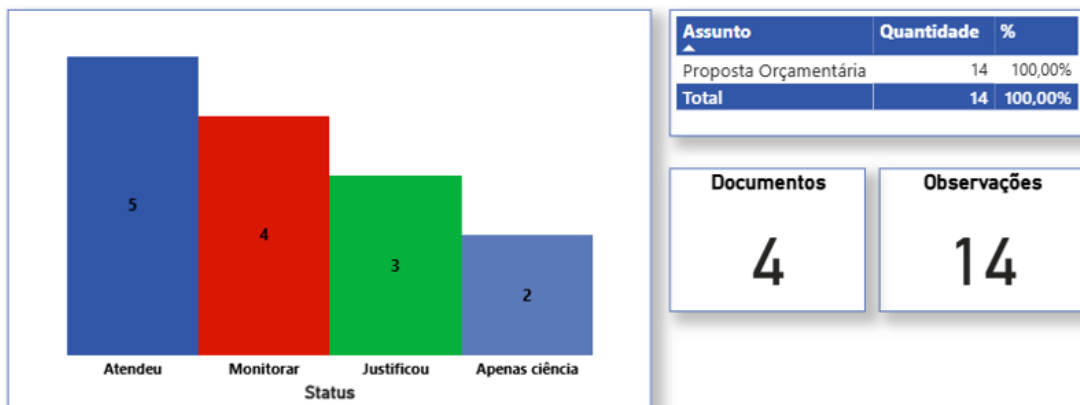 5
4
3
2
Atendeu Monitorar Justificou Apenas ciência
Status
Assunto Quantidade %
Proposta Orçamentária 14 100,00%
Total 14 100,00%
Documentos
4
Observações
14